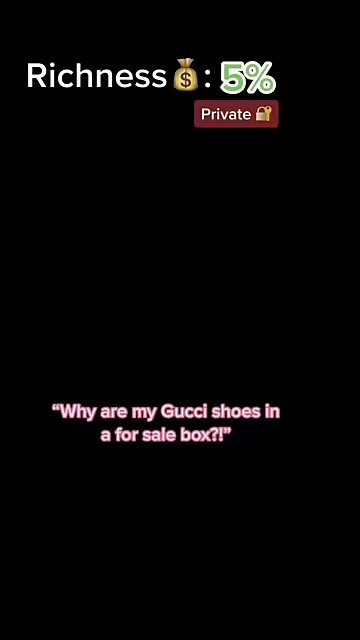 Richness💰: 5%
Private 🔐
“Why are my Gucci shoes in
a for sale box?!”